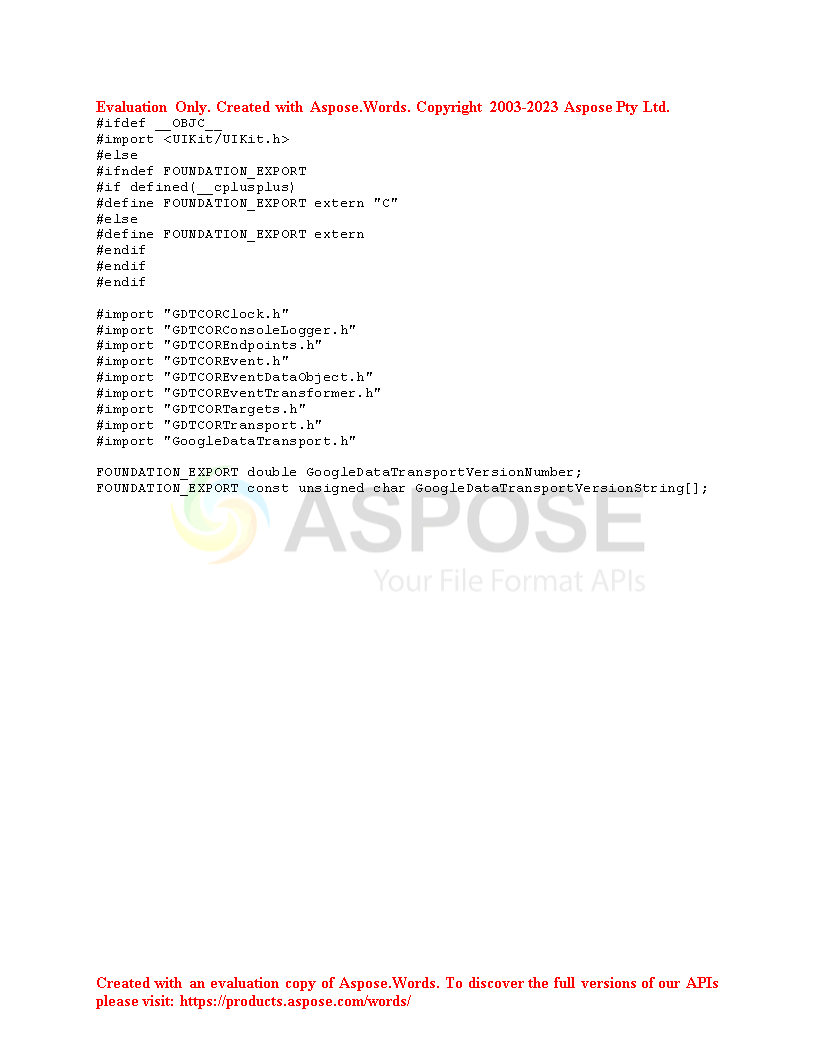 Evaluation Only. Created with Aspose.Words. Copyright 2003-2023 Aspose Pty Ltd.
#ifdef __OBJC__
#import <UIKit/UIKit.h>
#else
#ifndef FOUNDATION_EXPORT
#if defined(__cplusplus)
#define FOUNDATION_EXPORT extern "C"
#else
#define FOUNDATION_EXPORT extern
#endif
#endif
#endif

#import "GDTCORClock.h"
#import "GDTCORConsoleLogger.h"
#import "GDTCOREndpoints.h"
#import "GDTCOREvent.h"
#import "GDTCOREventDataObject.h"
#import "GDTCOREventTransformer.h"
#import "GDTCORTargets.h"
#import "GDTCORTransport.h"
#import "GoogleDataTransport.h"

FOUNDATION_EXPORT double GoogleDataTransportVersionNumber;
FOUNDATION_EXPORT const unsigned char GoogleDataTransportVersionString[];
ASPOSE
Your File Format APIs
Created with an evaluation copy of Aspose.Words. To discover the full versions of our APIs
please visit: https://products.aspose.com/words/